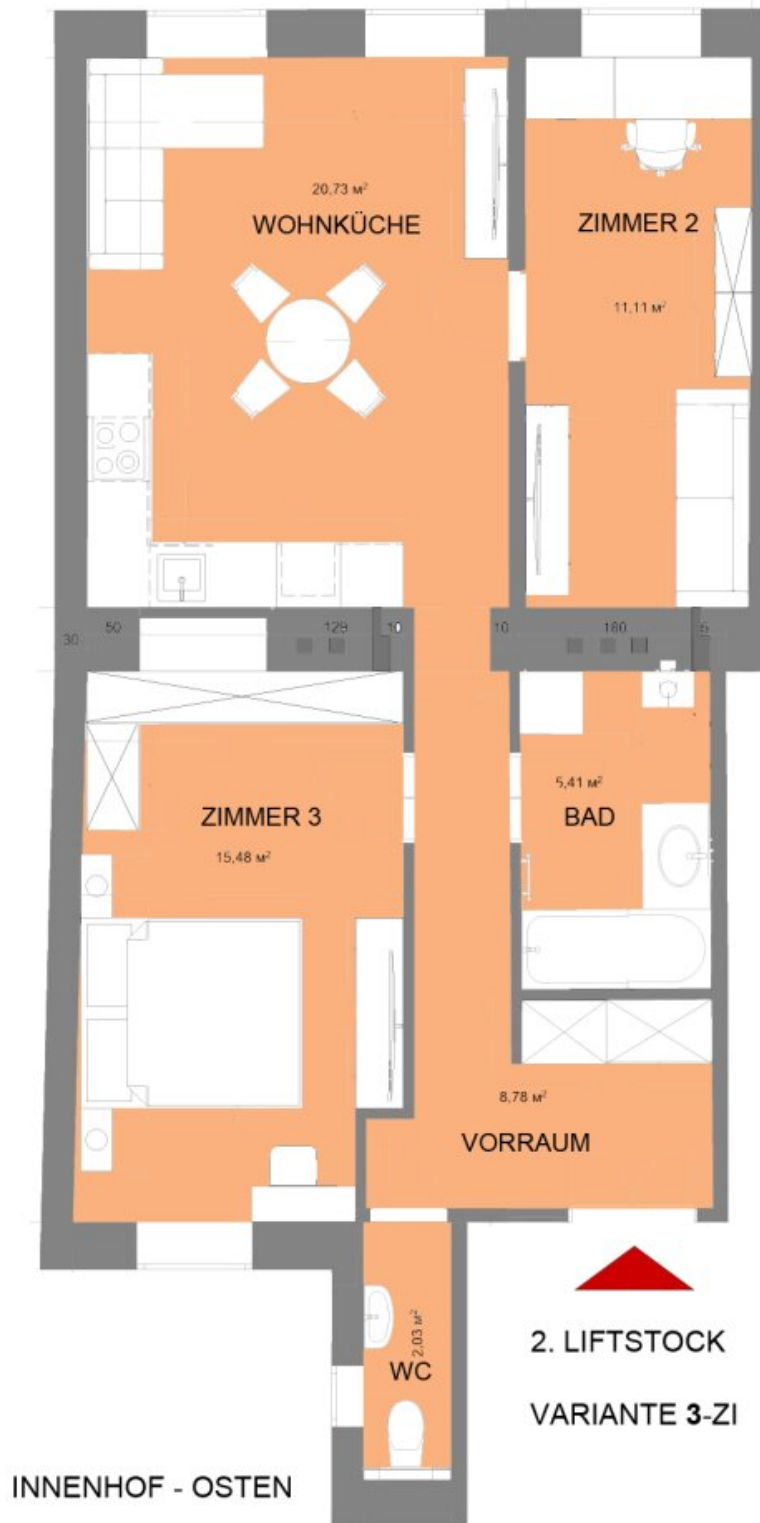 20,73 м²
WOHNKÜCHE
ZIMMER 2
11,11 м²
30 50 129 10 10 180 5
5,41 м²
BAD
ZIMMER 3
15,48 м²
8,78 м²
VORRAUM
2,03 м²
WC
2. LIFTSTOCK
VARIANTE 3-ZI
INNENHOF - OSTEN